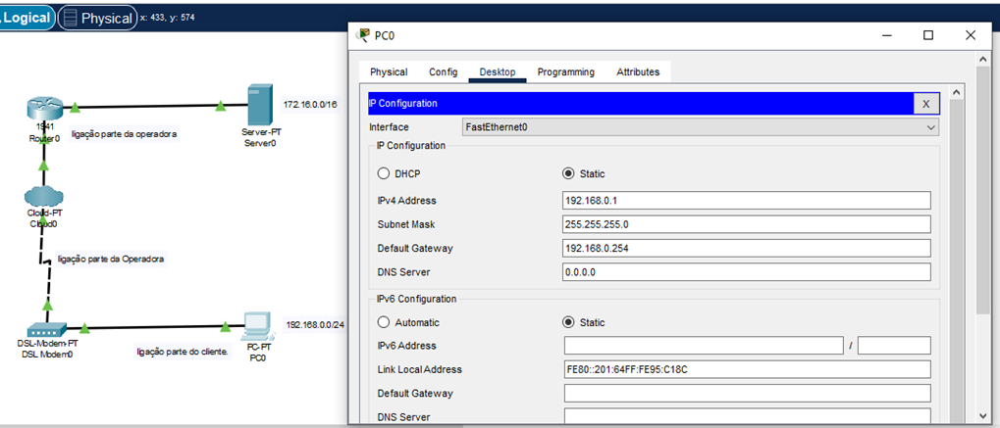 Logical Physical x: 433, y: 574
1941
Router0
ligação parte da operadora
172.16.0.0/16
Server-PT
Server0
Cloud-PT
Cloud0
ligação parte da Operadora
DSL-Modem-PT
DSL Modem0
ligação parte do cliente.
192.168.0.0/24
PC-PT
PC0
PC0
Physical Config Desktop Programming Attributes
IP Configuration X
Interface FastEthernet0
IP Configuration
DHCP Static
IPv4 Address 192.168.0.1
Subnet Mask 255.255.255.0
Default Gateway 192.168.0.254
DNS Server 0.0.0.0
IPv6 Configuration
Automatic Static
IPv6 Address /
Link Local Address FE80::201:64FF:FE95:C18C
Default Gateway
DNS Server